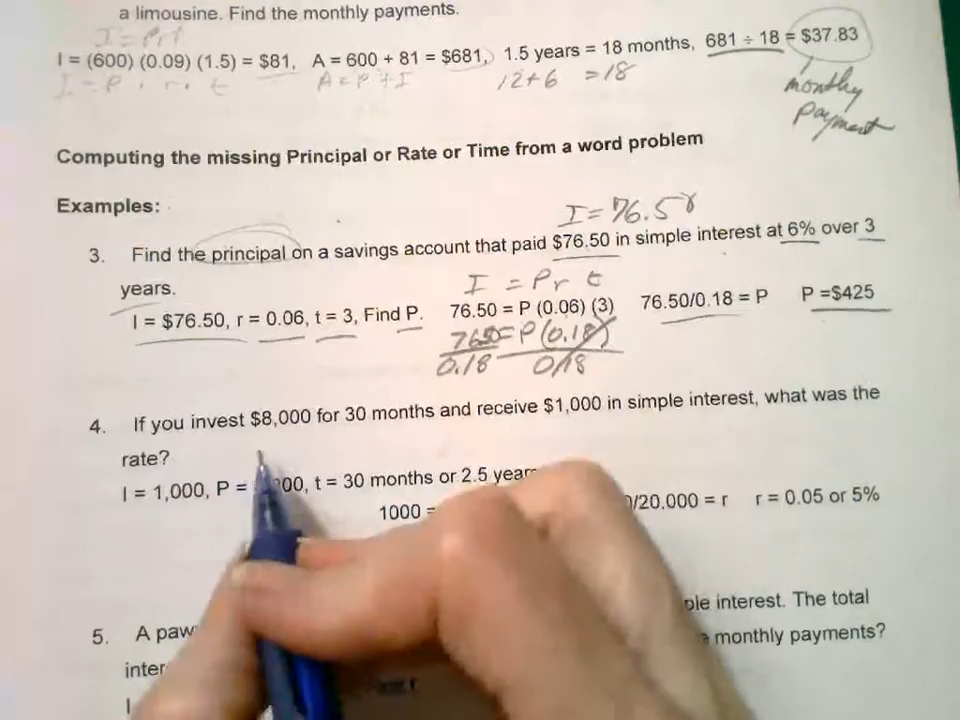 a limousine. Find the monthly payments.
I = Prt
I = (600) (0.09) (1.5) = $81, A = 600 + 81 = $681, 1.5 years = 18 months, 681 ÷ 18 = $37.83
I = P . r . t A = P + I 12+6 = 18 monthly
payment
Computing the missing Principal or Rate or Time from a word problem
Examples:
I = 76.5
3. Find the principal on a savings account that paid $76.50 in simple interest at 6% over 3
years.
I = Pr t
I = $76.50, r = 0.06, t = 3, Find P. 76.50 = P (0.06) (3) 76.50/0.18 = P P =$425
76.50 = P (0.18)
0.18 0.18
4. If you invest $8,000 for 30 months and receive $1,000 in simple interest, what was the
rate?
I = 1,000, P = 000, t = 30 months or 2.5 year
1000 = /20,000 = r r = 0.05 or 5%
5. A paw ple interest. The total
inter monthly payments?
I